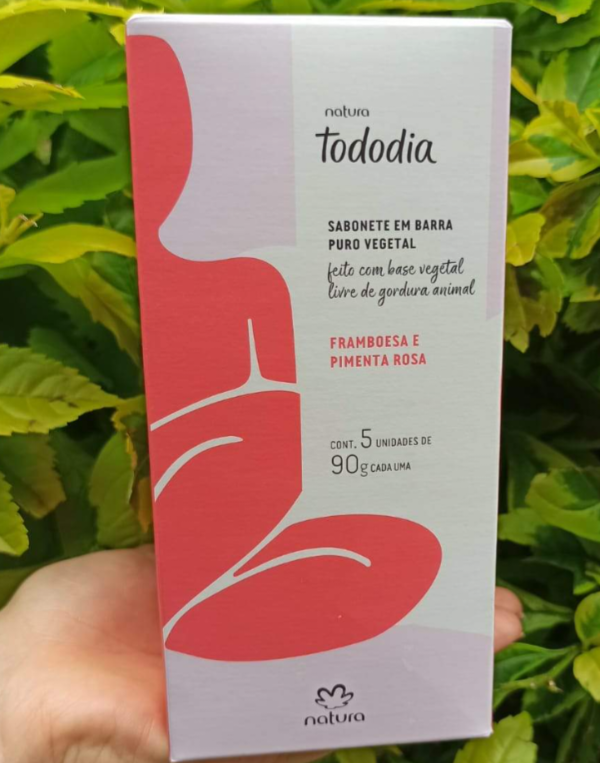 natura
Tododia
SABONETE EM BARRA
PURO VEGETAL
feito com base vegetal
livre de gordura animal
FRAMBOESA E
PIMENTA ROSA
CONT. 5 UNIDADES DE
90g CADA UMA
natura